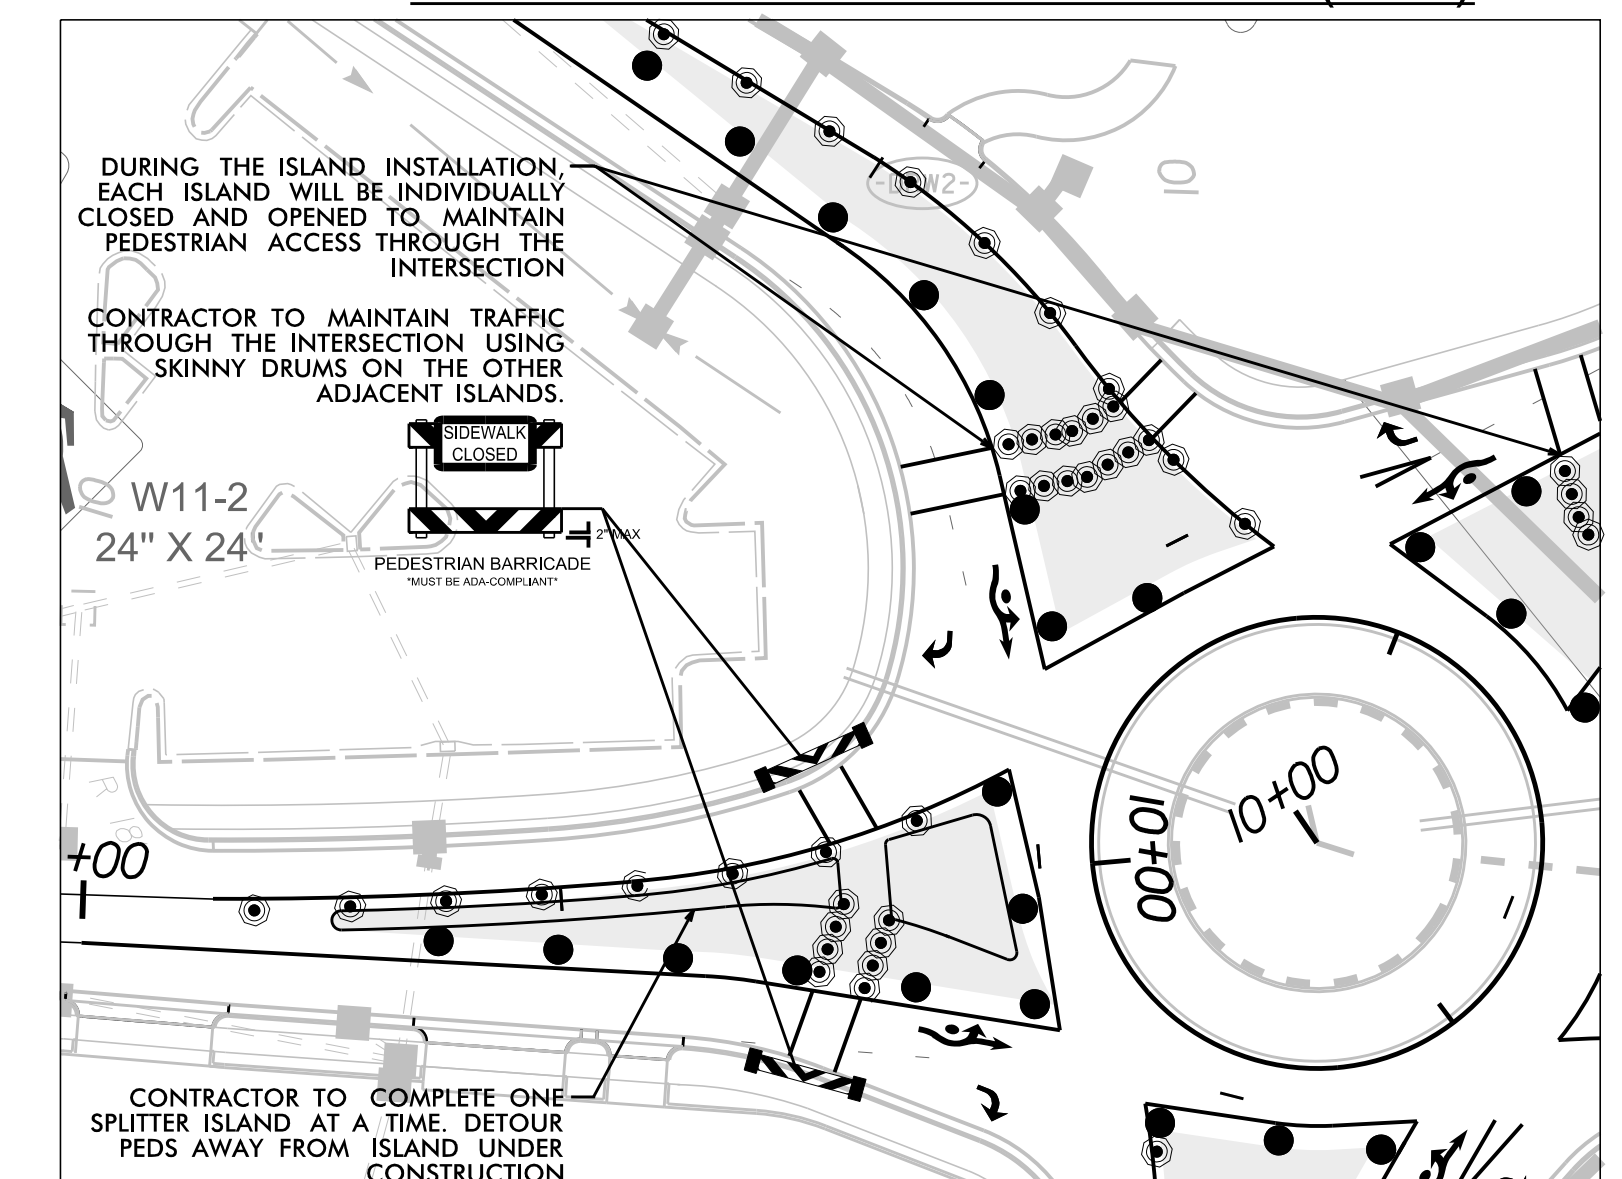 DURING THE ISLAND INSTALLATION,
EACH ISLAND WILL BE INDIVIDUALLY
CLOSED AND OPENED TO MAINTAIN
PEDESTRIAN ACCESS THROUGH THE
INTERSECTION
CONTRACTOR TO MAINTAIN TRAFFIC
THROUGH THE INTERSECTION USING
SKINNY DRUMS ON THE OTHER
ADJACENT ISLANDS.
SIDEWALK
CLOSED
W11-2
24" X 24"
2" MAX
PEDESTRIAN BARRICADE
*MUST BE ADA-COMPLIANT*
10
10
10+00
10+00
+00
CONTRACTOR TO COMPLETE ONE
SPLITTER ISLAND AT A TIME. DETOUR
PEDS AWAY FROM ISLAND UNDER
CONSTRUCTION